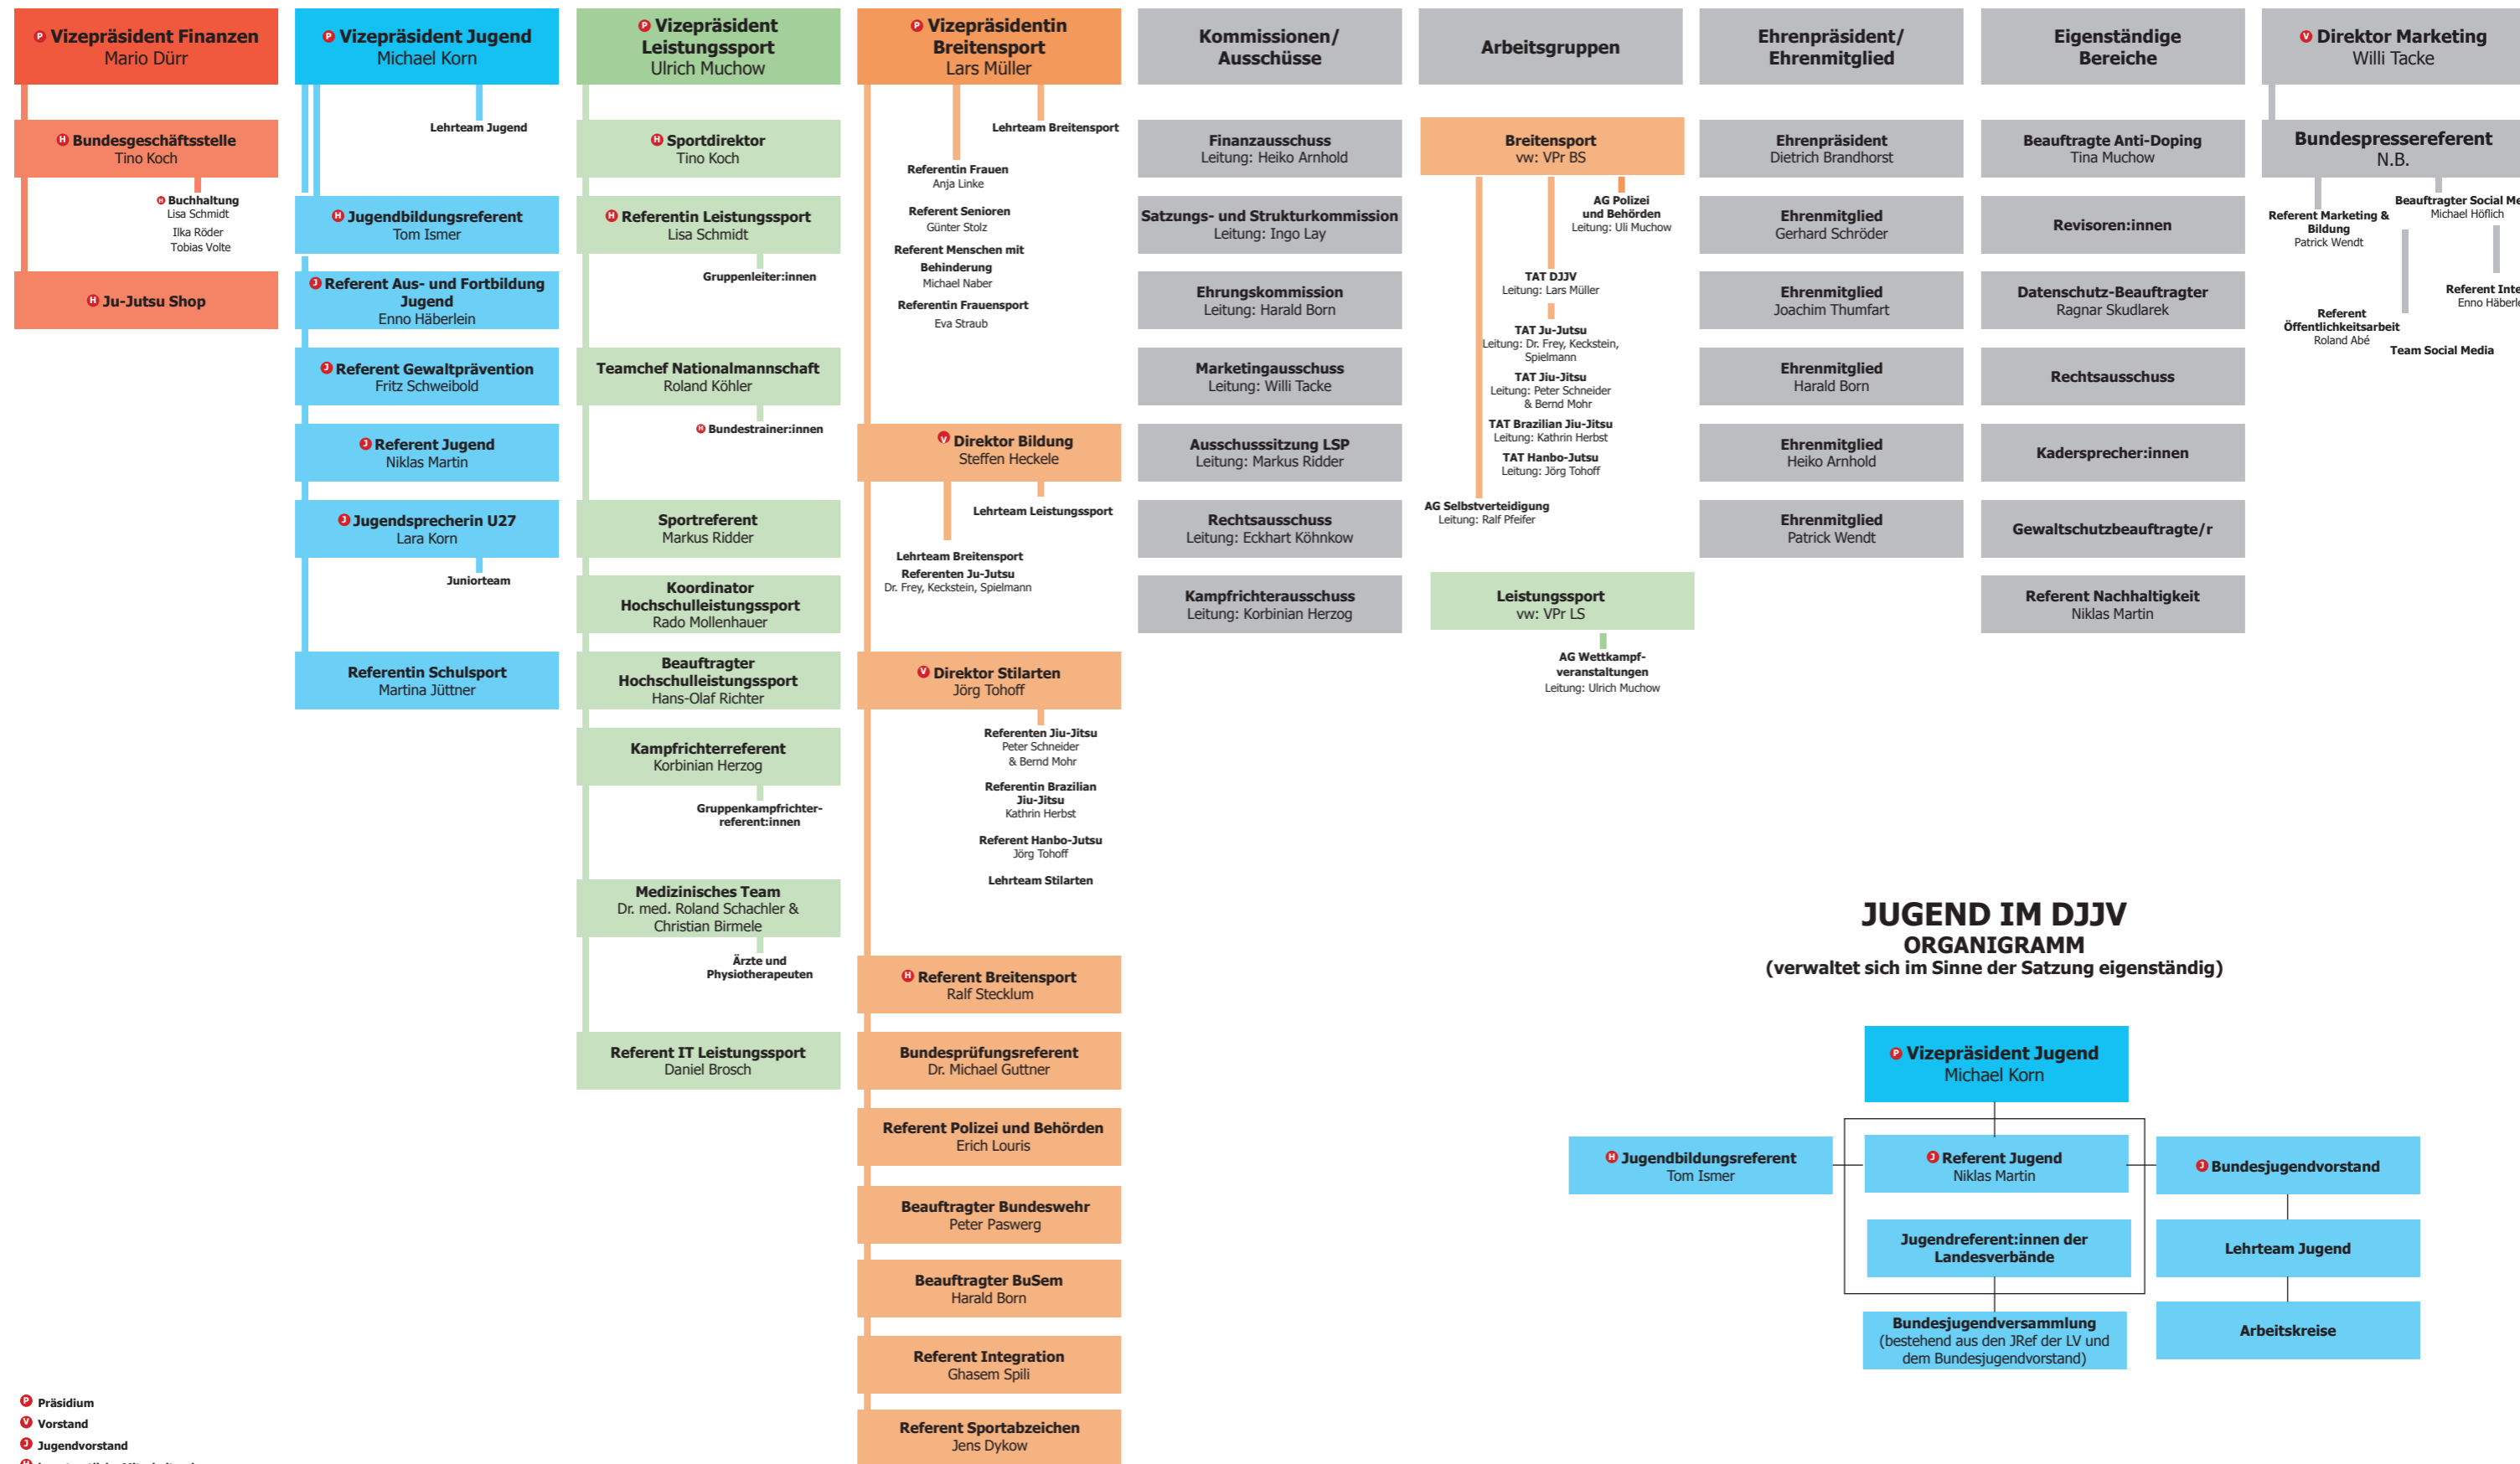 P Vizepräsident Finanzen
Mario Dürr
H Bundesgeschäftsstelle
Tino Koch
H Buchhaltung
Lisa Schmidt
Ilka Röder
Tobias Volte
H Ju-Jutsu Shop
P Vizepräsident Jugend
Michael Korn
Lehrteam Jugend
H Jugendbildungsreferent
Tom Ismer
J Referent Aus- und Fortbildung
Jugend
Enno Häberlein
J Referent Gewaltprävention
Fritz Schweibold
J Referent Jugend
Niklas Martin
J Jugendsprecherin U27
Lara Korn
Juniorteam
Referentin Schulsport
Martina Jüttner
P Vizepräsident
Leistungssport
Ulrich Muchow
H Sportdirektor
Tino Koch
H Referentin Leistungssport
Lisa Schmidt
Gruppenleiter:innen
Teamchef Nationalmannschaft
Roland Köhler
H Bundestrainer:innen
Sportreferent
Markus Ridder
Koordinator
Hochschulleistungssport
Rado Mollenhauer
Beauftragter
Hochschulleistungssport
Hans-Olaf Richter
Kampfrichterreferent
Korbinian Herzog
Gruppenkampfrichter-
referent:innen
Medizinisches Team
Dr. med. Roland Schachler &
Christian Birmele
Ärzte und
Physiotherapeuten
Referent IT Leistungssport
Daniel Brosch
P Vizepräsidentin
Breitensport
Lars Müller
Lehrteam Breitensport
Referentin Frauen
Anja Linke
Referent Senioren
Günter Stolz
Referent Menschen mit
Behinderung
Michael Naber
Referentin Frauensport
Eva Straub
V Direktor Bildung
Steffen Heckele
Lehrteam Leistungssport
Lehrteam Breitensport
Referenten Ju-Jutsu
Dr. Frey, Keckstein, Spielmann
V Direktor Stilarten
Jörg Tohoff
Referenten Jiu-Jitsu
Peter Schneider
& Bernd Mohr
Referentin Brazilian
Jiu-Jitsu
Kathrin Herbst
Referent Hanbo-Jutsu
Jörg Tohoff
Lehrteam Stilarten
H Referent Breitensport
Ralf Stecklum
Bundesprüfungsreferent
Dr. Michael Guttner
Referent Polizei und Behörden
Erich Louris
Beauftragter Bundeswehr
Peter Paswerg
Beauftragter BuSem
Harald Born
Referent Integration
Ghasem Spili
Referent Sportabzeichen
Jens Dykow
Kommissionen/
Ausschüsse
Finanzausschuss
Leitung: Heiko Arnhold
Satzungs- und Strukturkommission
Leitung: Ingo Lay
Ehrungskommission
Leitung: Harald Born
Marketingausschuss
Leitung: Willi Tacke
Ausschusssitzung LSP
Leitung: Markus Ridder
Rechtsausschuss
Leitung: Eckhart Köhnkow
Kampfrichterausschuss
Leitung: Korbinian Herzog
Arbeitsgruppen
Breitensport
vw: VPr BS
AG Polizei
und Behörden
Leitung: Uli Muchow
TAT DJJV
Leitung: Lars Müller
TAT Ju-Jutsu
Leitung: Dr. Frey, Keckstein,
Spielmann
TAT Jiu-Jitsu
Leitung: Peter Schneider
& Bernd Mohr
TAT Brazilian Jiu-Jitsu
Leitung: Kathrin Herbst
TAT Hanbo-Jutsu
Leitung: Jörg Tohoff
AG Selbstverteidigung
Leitung: Ralf Pfeifer
Leistungssport
vw: VPr LS
AG Wettkampf-
veranstaltungen
Leitung: Ulrich Muchow
Ehrenpräsident/
Ehrenmitglied
Ehrenpräsident
Dietrich Brandhorst
Ehrenmitglied
Gerhard Schröder
Ehrenmitglied
Joachim Thumfart
Ehrenmitglied
Harald Born
Ehrenmitglied
Heiko Arnhold
Ehrenmitglied
Patrick Wendt
Eigenständige
Bereiche
Beauftragte Anti-Doping
Tina Muchow
Revisoren:innen
Datenschutz-Beauftragter
Ragnar Skudlarek
Rechtsausschuss
Kadersprecher:innen
Gewaltschutzbeauftragte/r
Referent Nachhaltigkeit
Niklas Martin
V Direktor Marketing
Willi Tacke
Bundespressereferent
N.B.
Beauftragter Social Me
Michael Höflich
Referent Marketing &
Bildung
Patrick Wendt
Referent Inte
Enno Häberle
Referent
Öffentlichkeitsarbeit
Roland Abé
Team Social Media
JUGEND IM DJJV
ORGANIGRAMM
(verwaltet sich im Sinne der Satzung eigenständig)
P Vizepräsident Jugend
Michael Korn
H Jugendbildungsreferent
Tom Ismer
J Referent Jugend
Niklas Martin
J Bundesjugendvorstand
Jugendreferent:innen der
Landesverbände
Lehrteam Jugend
Bundesjugendversammlung
(bestehend aus den JRef der LV und
dem Bundesjugendvorstand)
Arbeitskreise
P Präsidium
V Vorstand
J Jugendvorstand